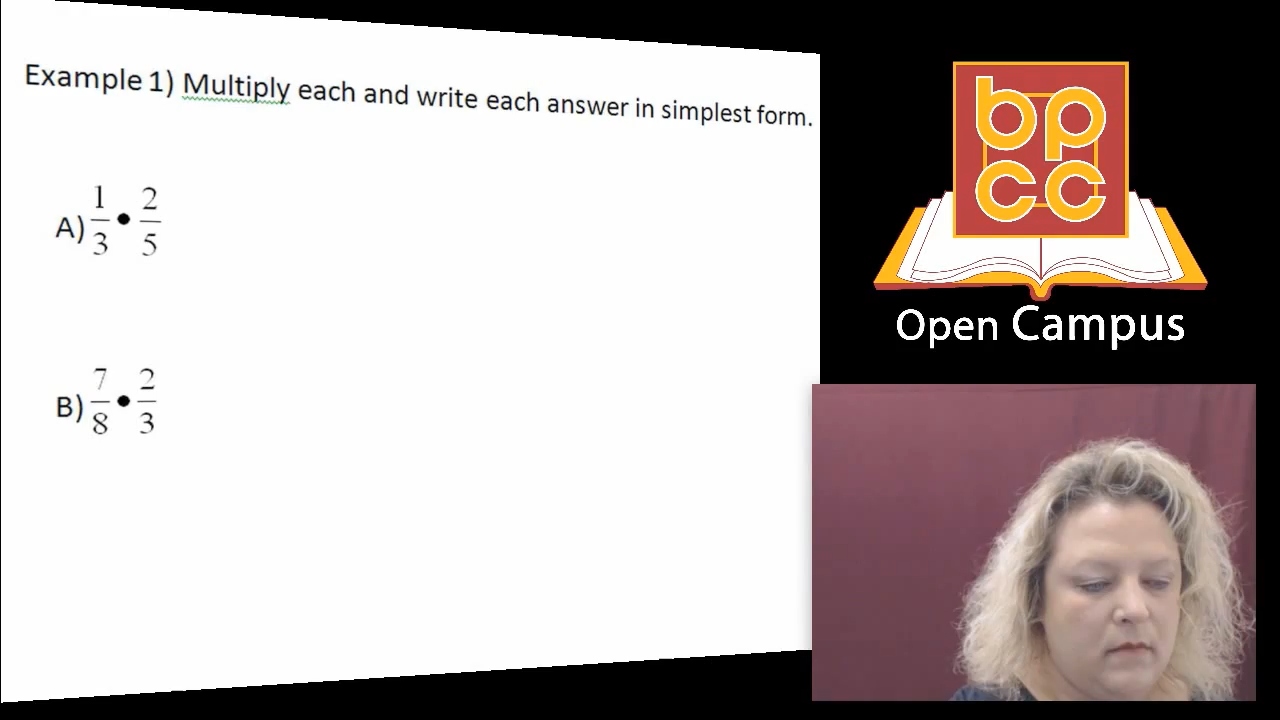 Example 1) Multiply each and write each answer in simplest form.
A) 1/3 • 2/5
B) 7/8 • 2/3
bp
cc
Open Campus